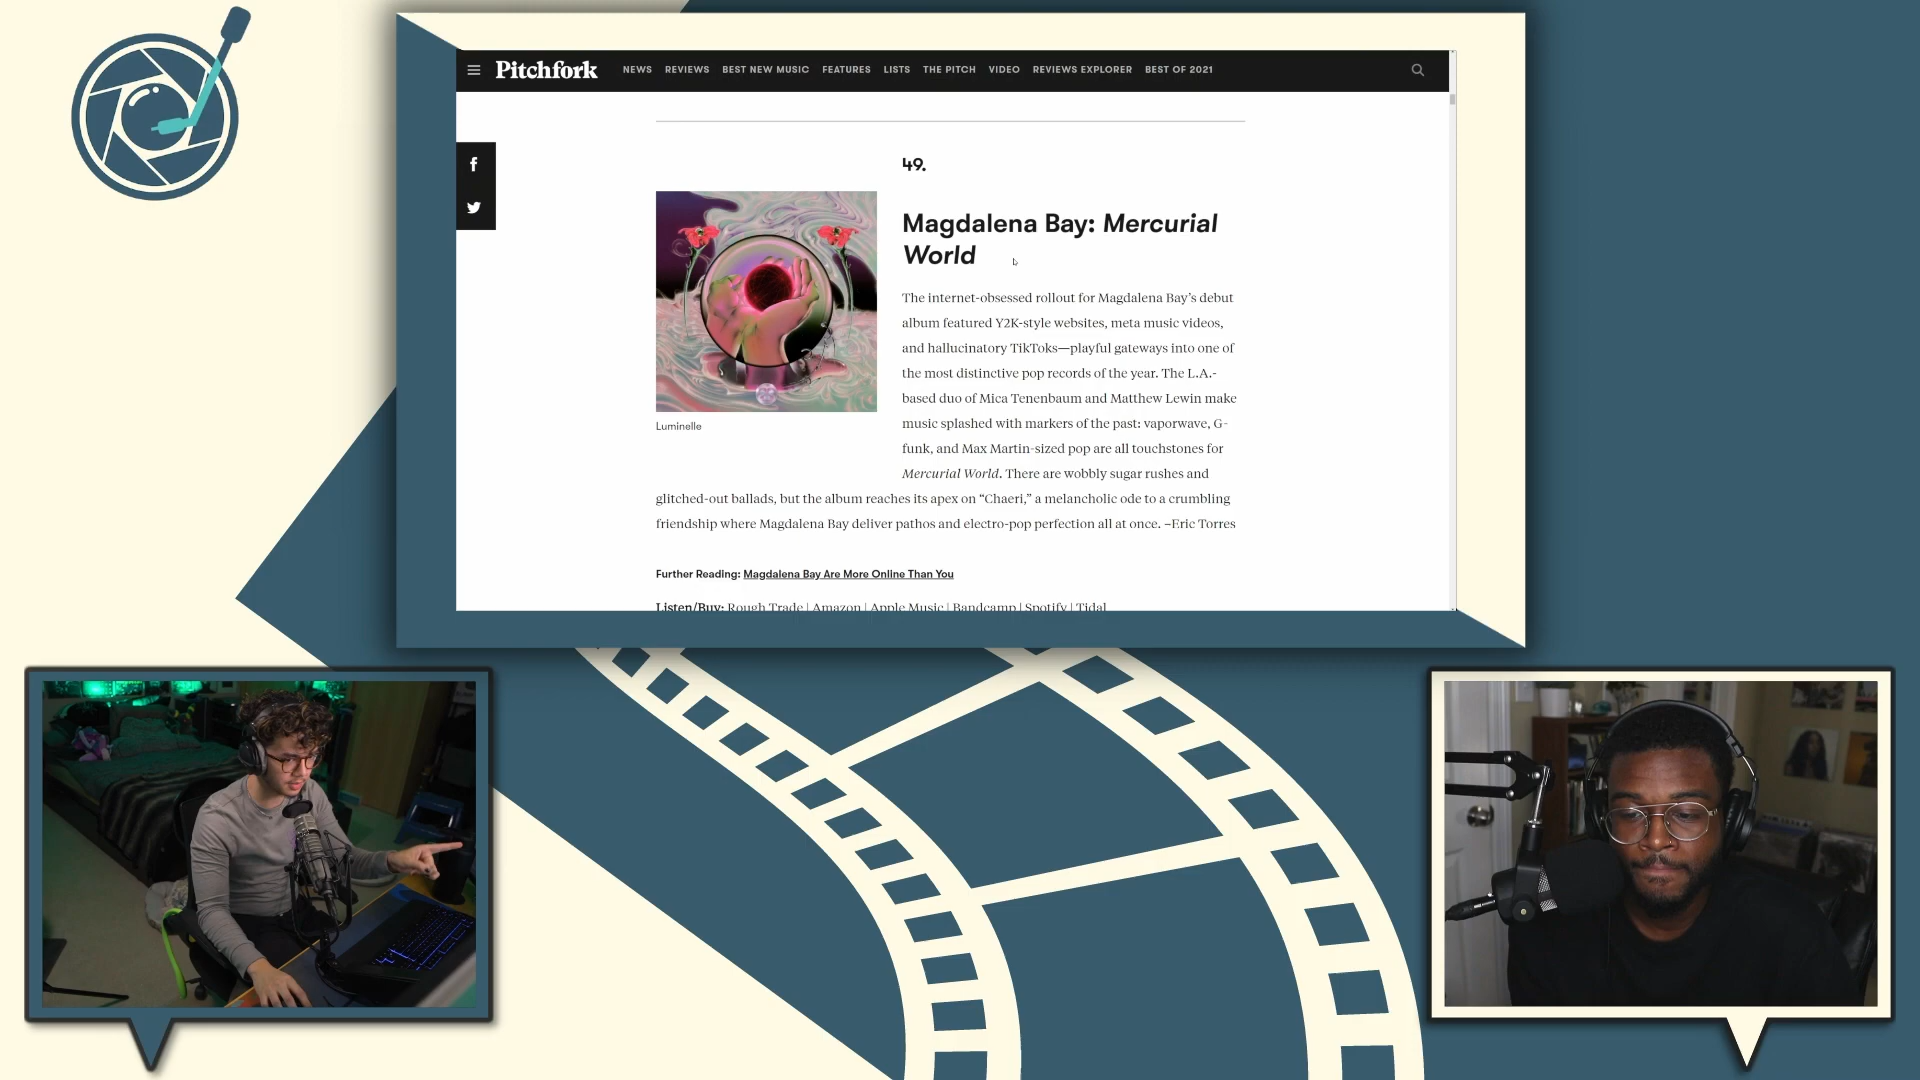 Pitchfork NEWS REVIEWS BEST NEW MUSIC FEATURES LISTS THE PITCH VIDEO REVIEWS EXPLORER BEST OF 2021
49.
Magdalena Bay: Mercurial
World
The internet-obsessed rollout for Magdalena Bay’s debut
album featured Y2K-style websites, meta music videos,
and hallucinatory TikToks—playful gateways into one of
the most distinctive pop records of the year. The L.A.-
based duo of Mica Tenenbaum and Matthew Lewin make
music splashed with markers of the past: vaporwave, G-
funk, and Max Martin-sized pop are all touchstones for
Mercurial World. There are wobbly sugar rushes and
glitched-out ballads, but the album reaches its apex on “Chaeri,” a melancholic ode to a crumbling
friendship where Magdalena Bay deliver pathos and electro-pop perfection all at once. –Eric Torres
Luminelle
Further Reading: Magdalena Bay Are More Online Than You
Listen/Buy: Rough Trade | Amazon | Apple Music | Bandcamp | Spotify | Tidal